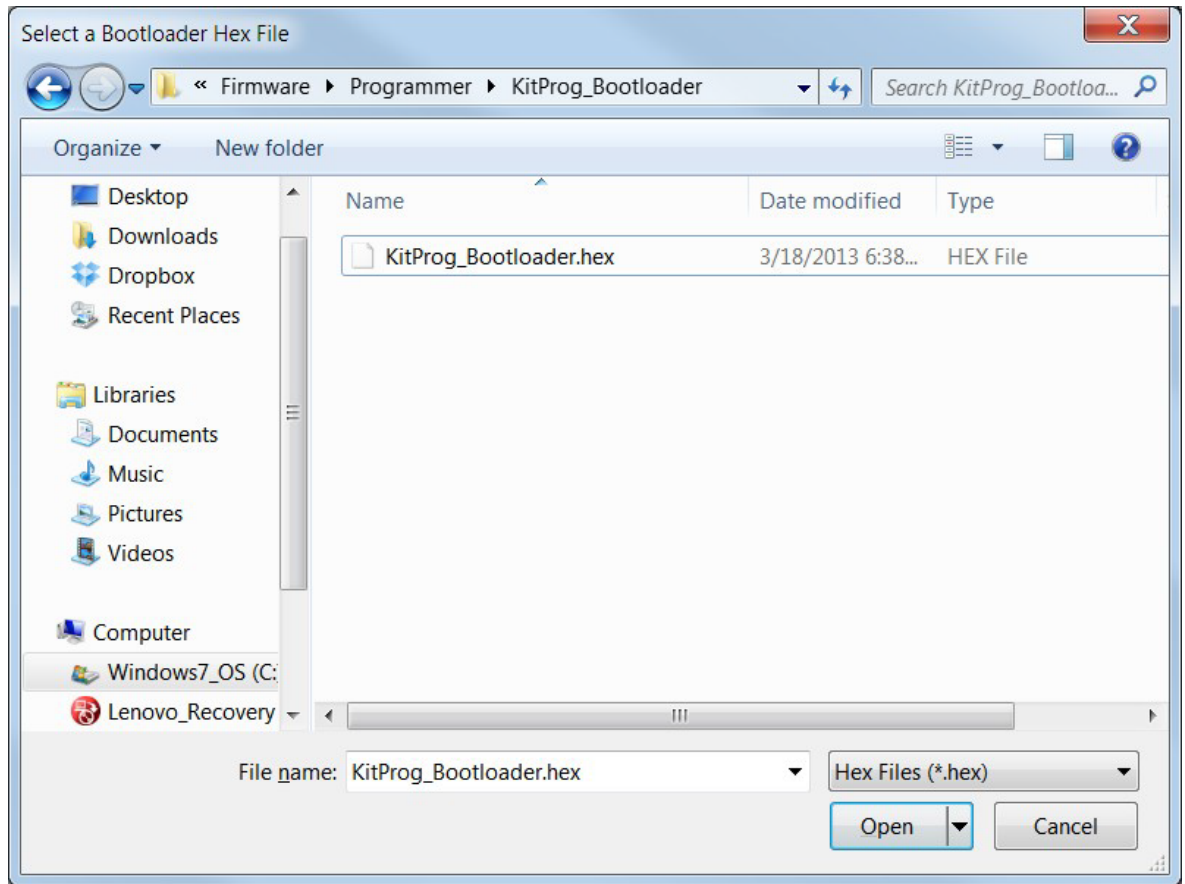 Select a Bootloader Hex File
« Firmware Programmer KitProg_Bootloader
Search KitProg_Bootloa...
Organize
New folder
Desktop
Downloads
Dropbox
Recent Places
Libraries
Documents
Music
Pictures
Videos
Computer
Windows7_OS (C:
Lenovo_Recovery
Name Date modified Type
KitProg_Bootloader.hex 3/18/2013 6:38... HEX File
File name: KitProg_Bootloader.hex
Hex Files (*.hex)
Open
Cancel